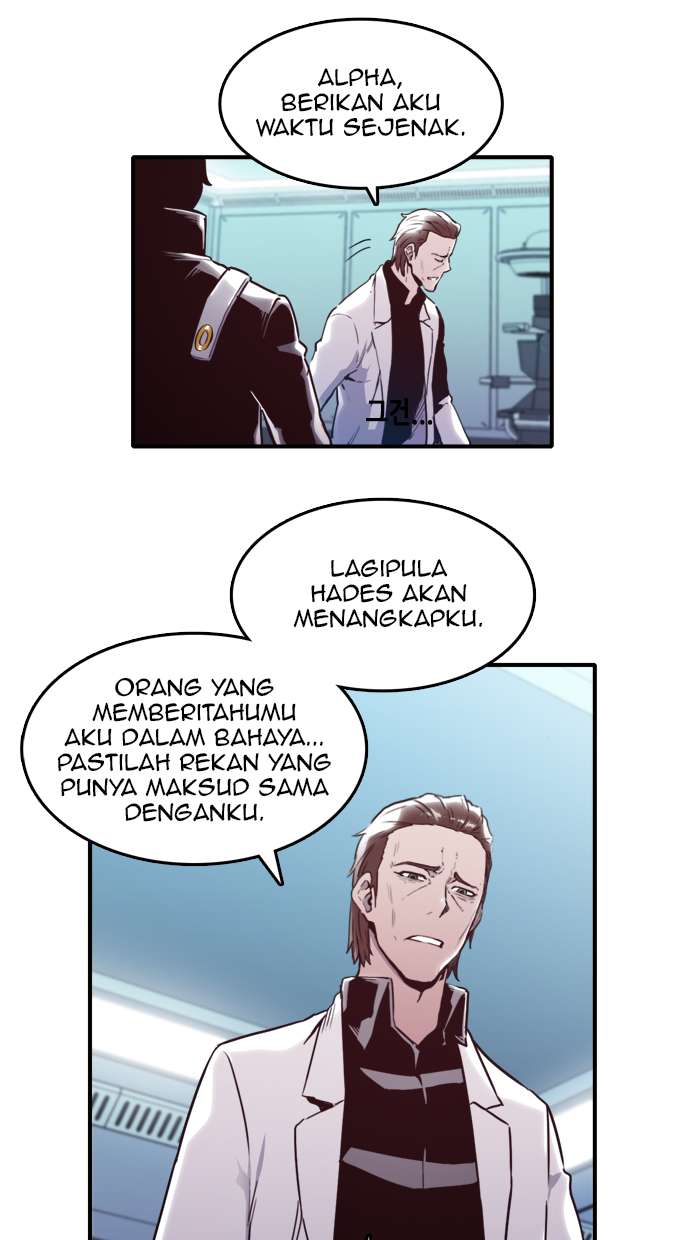 ALPHA,
BERIKAN AKU
WAKTU SEJENAK.
그건...
LAGIPULA
HADES AKAN
MENANGKAPKU.
ORANG YANG
MEMBERITAHUMU
AKU DALAM BAHAYA...
PASTILAH REKAN YANG
PUNYA MAKSUD SAMA
DENGANKU.